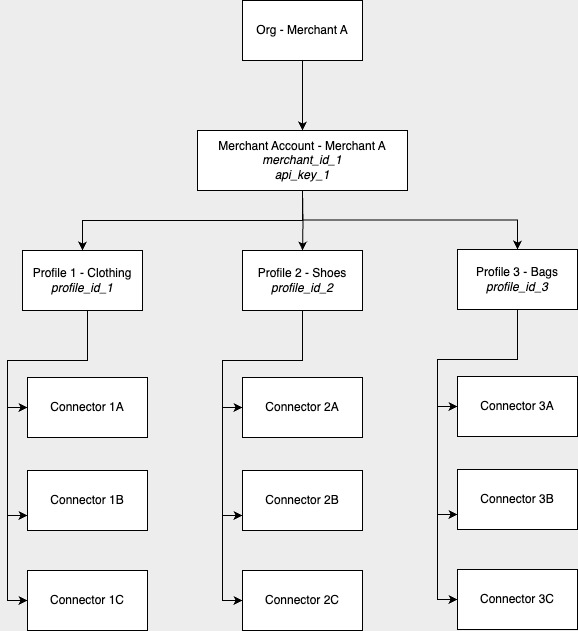 Org - Merchant A
Merchant Account - Merchant A
merchant_id_1
api_key_1
Profile 1 - Clothing
profile_id_1
Profile 2 - Shoes
profile_id_2
Profile 3 - Bags
profile_id_3
Connector 1A
Connector 2A
Connector 3A
Connector 1B
Connector 2B
Connector 3B
Connector 1C
Connector 2C
Connector 3C